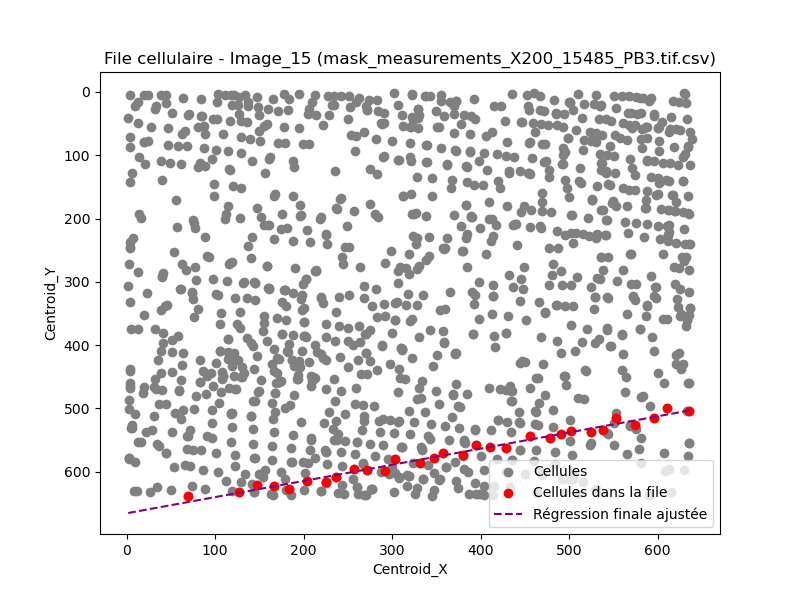 File cellulaire - Image_15 (mask_measurements_X200_15485_PB3.tif.csv)
0
100
200
300
400
500
600
Centroid_Y
Cellules
Cellules dans la file
Régression finale ajustée
0 100 200 300 400 500 600
Centroid_X